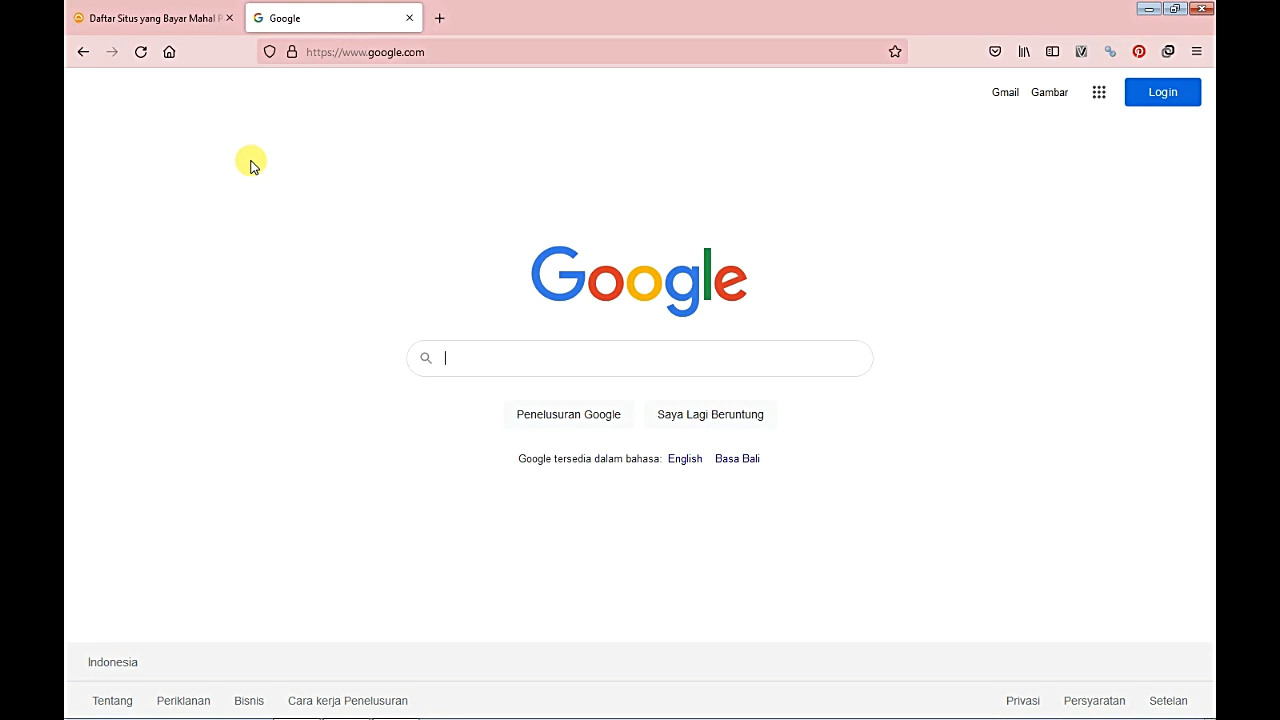 Daftar Situs yang Bayar Mahal P
Google
https://www.google.com
Gmail Gambar Login
Google
Penelusuran Google Saya Lagi Beruntung
Google tersedia dalam bahasa: English Basa Bali
Indonesia
Tentang Periklanan Bisnis Cara kerja Penelusuran Privasi Persyaratan Setelan